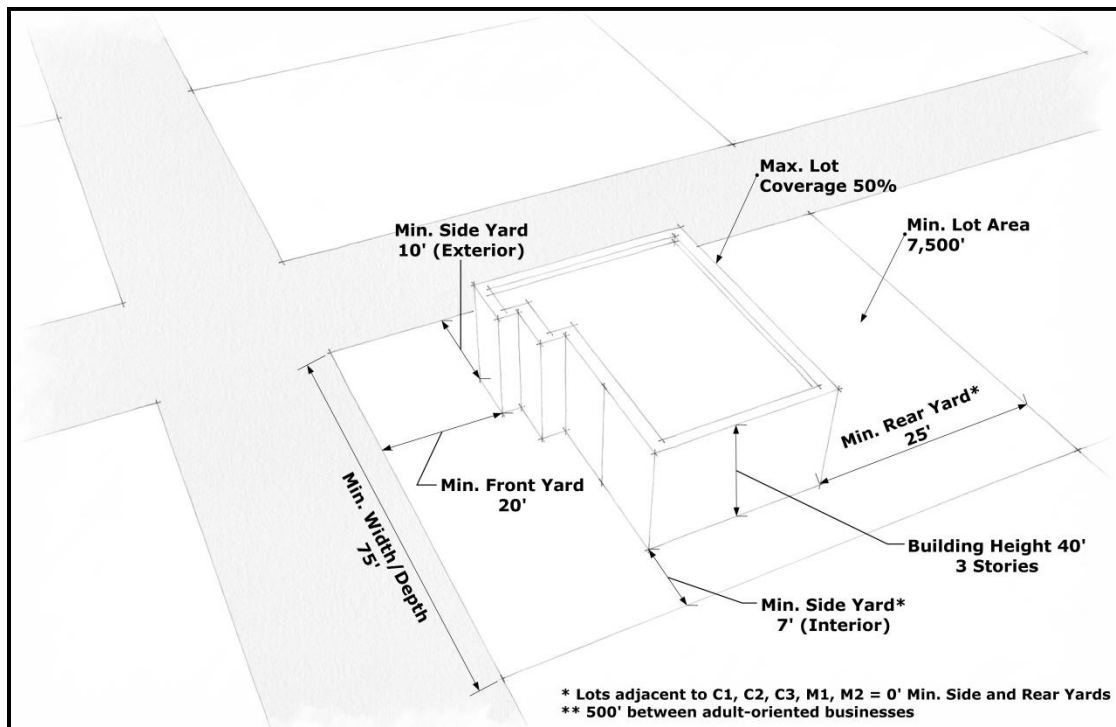 Max. Lot
Coverage 50%
Min. Side Yard
10' (Exterior)
Min. Lot Area
7,500'
Min. Rear Yard*
25'
Min. Front Yard
20'
Min. Width/Depth
75'
Building Height 40'
3 Stories
Min. Side Yard*
7' (Interior)
* Lots adjacent to C1, C2, C3, M1, M2 = 0' Min. Side and Rear Yards
** 500' between adult-oriented businesses